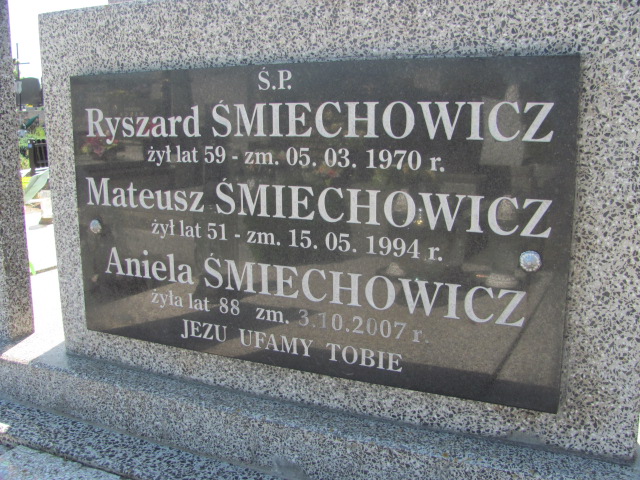 Ś.P.
Ryszard ŚMIECHOWICZ
żył lat 59 - zm. 05. 03. 1970 r.
Mateusz ŚMIECHOWICZ
żył lat 51 - zm. 15. 05. 1994 r.
Aniela ŚMIECHOWICZ
żyła lat 88 zm. 3.10.2007 r.
JEZU UFAMY TOBIE